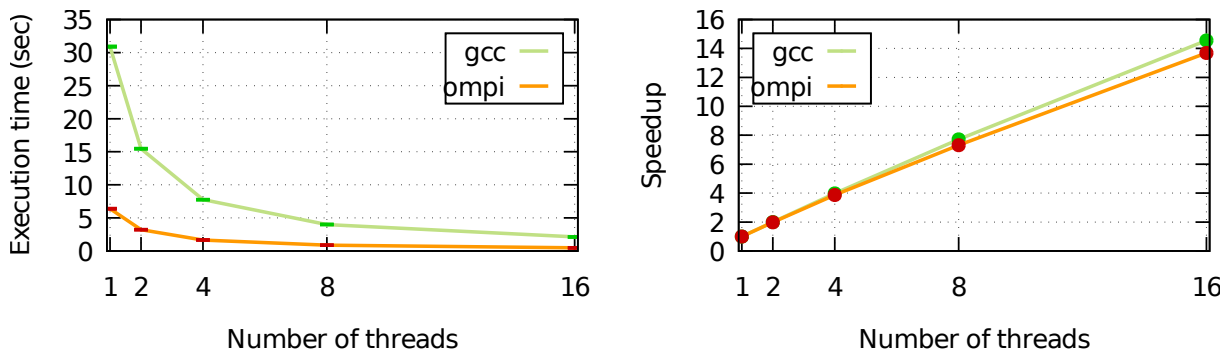 35
30
25
20
15
10
5
0
Execution time (sec)
gcc
ompi
1 2 4 8 16
Number of threads
16
14
12
10
8
6
4
2
0
Speedup
gcc
ompi
1 2 4 8 16
Number of threads